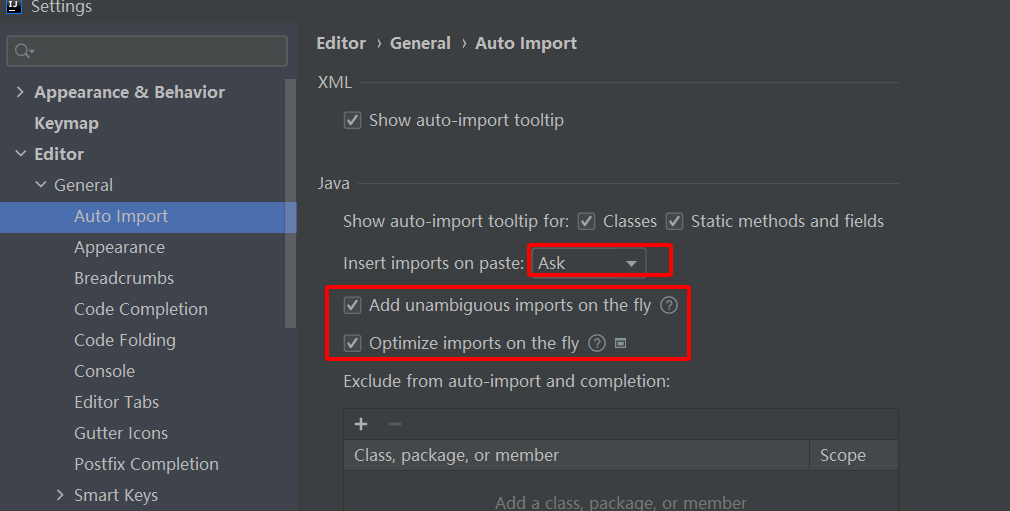 IJ Settings
Editor › General › Auto Import
XML
Appearance & Behavior
Show auto-import tooltip
Keymap
Editor
General
Java
Auto Import
Show auto-import tooltip for: Classes Static methods and fields
Appearance
Insert imports on paste: Ask
Breadcrumbs
Code Completion
Add unambiguous imports on the fly ?
Code Folding
Optimize imports on the fly ?
Console
Exclude from auto-import and completion:
Editor Tabs
+ −
Gutter Icons
Class, package, or member Scope
Postfix Completion
Smart Keys
Add a class, package, or member